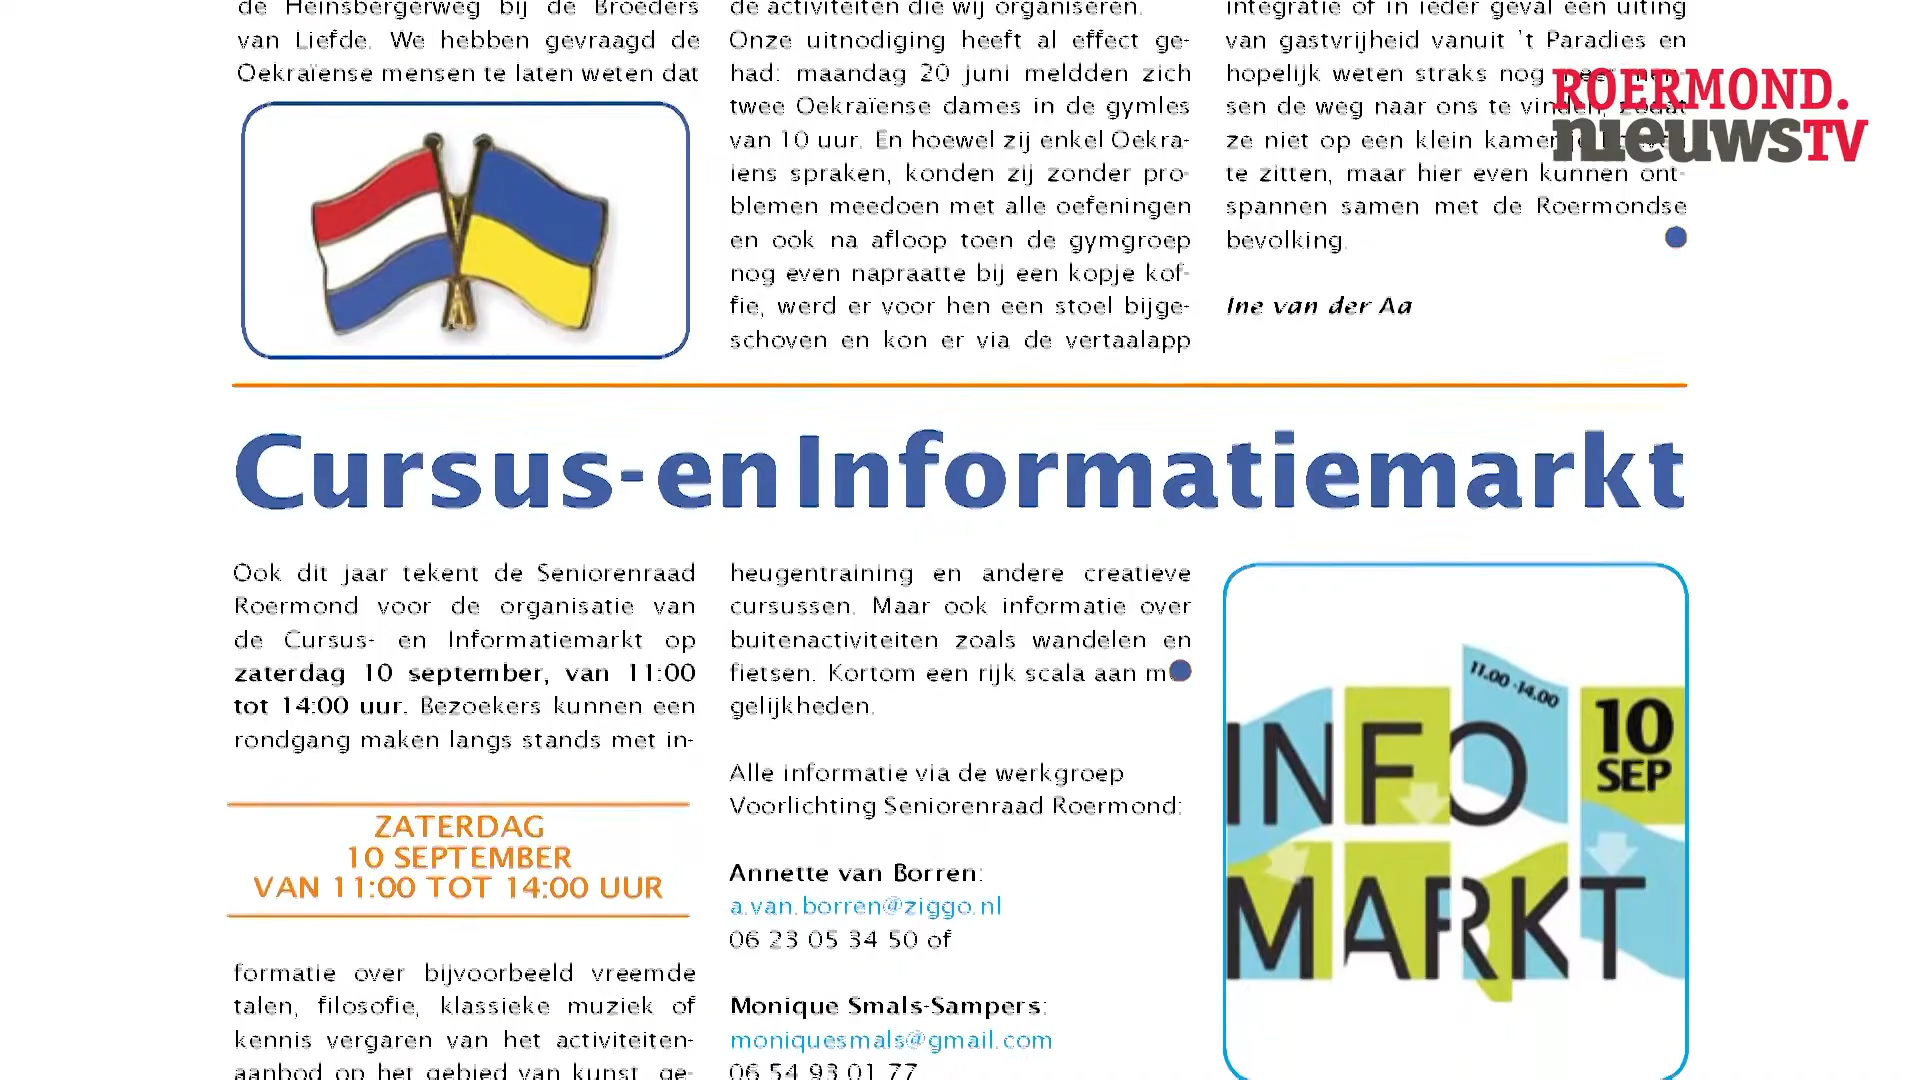 de Heinsbergerweg bij de Broeders
van Liefde. We hebben gevraagd de
Oekraïense mensen te laten weten dat
de activiteiten die wij organiseren.
Onze uitnodiging heeft al effect ge-
had: maandag 20 juni meldden zich
twee Oekraïense dames in de gymles
van 10 uur. En hoewel zij enkel Oekra-
iens spraken, konden zij zonder pro-
blemen meedoen met alle oefeningen
en ook na afloop toen de gymgroep
nog even napraatte bij een kopje kof-
fie, werd er voor hen een stoel bijge-
schoven en kon er via de vertaalapp
integratie of in ieder geval een uiting
van gastvrijheid vanuit 't Paradies en
hopelijk weten straks nog
sen de weg naar ons te vinden, zodat
ze niet op een klein
te zitten, maar hier even kunnen ont-
spannen samen met de Roermondse
bevolking.
Ine van der Aa
ROERMOND.
nieuwsTV
Cursus- en Informatiemarkt
Ook dit jaar tekent de Seniorenraad
Roermond voor de organisatie van
de Cursus- en Informatiemarkt op
zaterdag 10 september, van 11:00
tot 14:00 uur. Bezoekers kunnen een
rondgang maken langs stands met in-
ZATERDAG
10 SEPTEMBER
VAN 11:00 TOT 14:00 UUR
formatie over bijvoorbeeld vreemde
talen, filosofie, klassieke muziek of
kennis vergaren van het activiteiten-
aanbod op het gebied van kunst, ge-
heugentraining en andere creatieve
cursussen. Maar ook informatie over
buitenactiviteiten zoals wandelen en
fietsen. Kortom een rijk scala aan m
gelijkheden.
Alle informatie via de werkgroep
Voorlichting Seniorenraad Roermond:
Annette van Borren:
a.van.borren@ziggo.nl
06 23 05 34 50 of
Monique Smals-Sampers:
moniquesmals@gmail.com
06 54 93 01 77
11.00 -14.00
INFO
10
SEP
MARKT